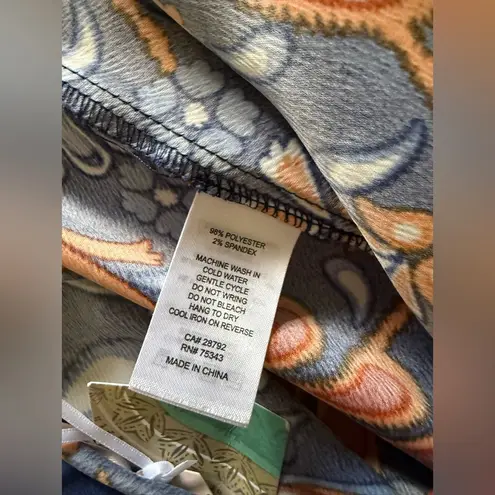 98% POLYESTER
2% SPANDEX
MACHINE WASH IN
COLD WATER
GENTLE CYCLE
DO NOT WRING
DO NOT BLEACH
HANG TO DRY
COOL IRON ON REVERSE
CA# 28792
RN# 75343
MADE IN CHINA